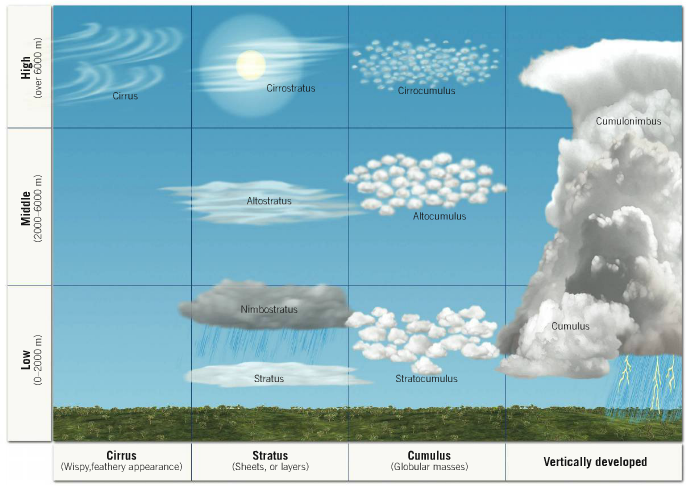 High
(over 6000 m)
Cirrus
Cirrostratus
Cirrocumulus
Cumulonimbus
Middle
(2000–6000 m)
Altostratus
Altocumulus
Low
(0–2000 m)
Nimbostratus
Cumulus
Stratus
Stratocumulus
Cirrus
(Wispy,feathery appearance)
Stratus
(Sheets, or layers)
Cumulus
(Globular masses)
Vertically developed